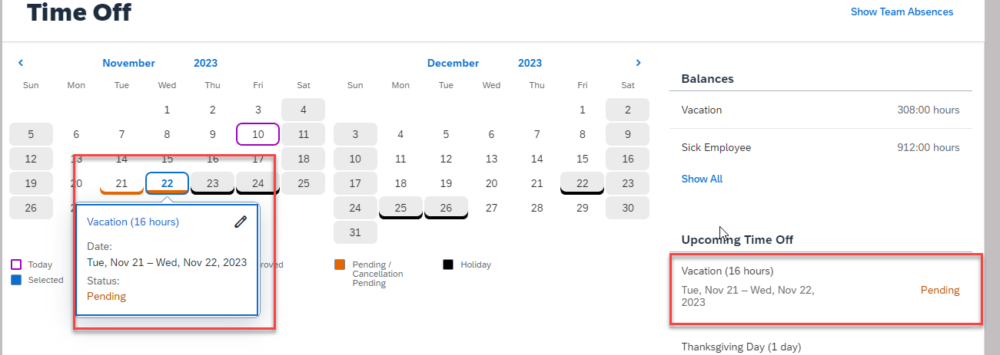 Time Off
Show Team Absences
November 2023
Sun Mon Tue Wed Thu Fri Sat
1 2 3 4
5 6 7 8 9 10 11
12 13 14 15 16 17 18
19 20 21 22 23 24 25
26
Vacation (16 hours)
Date:
Tue, Nov 21 – Wed, Nov 22, 2023
Status:
Pending
December 2023
Sun Mon Tue Wed Thu Fri Sat
1 2
3 4 5 6 7 8 9
10 11 12 13 14 15 16
17 18 19 20 21 22 23
24 25 26 27 28 29 30
31
Today
Selected
Pending /
Cancellation
Pending
Holiday
Balances
Vacation 308:00 hours
Sick Employee 912:00 hours
Show All
Upcoming Time Off
Vacation (16 hours)
Tue, Nov 21 – Wed, Nov 22,
2023
Pending
Thanksgiving Day (1 day)